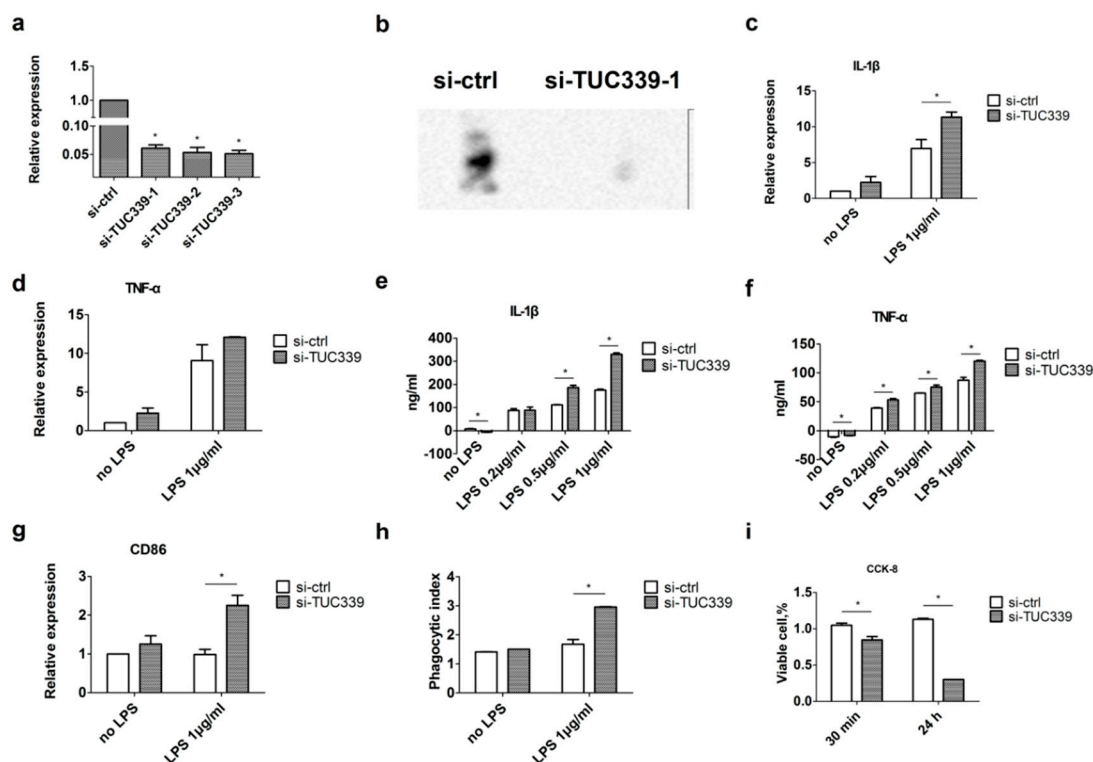 a
Relative expression
1.0
0.10
0.05
si-ctrl
si-TUC339-1
si-TUC339-2
si-TUC339-3
* * *
b
si-ctrl si-TUC339-1
c
IL-1β
Relative expression
15
10
5
0
no LPS
LPS 1μg/ml
*
si-ctrl
si-TUC339
d
TNF-α
Relative expression
15
10
5
0
no LPS
LPS 1μg/ml
si-ctrl
si-TUC339
e
IL-1β
ng/ml
400
300
200
100
0
-100
no LPS
LPS 0.2μg/ml
LPS 0.5μg/ml
LPS 1μg/ml
* * *
si-ctrl
si-TUC339
f
TNF-α
ng/ml
150
100
50
0
-50
no LPS
LPS 0.2μg/ml
LPS 0.5μg/ml
LPS 1μg/ml
* * * *
si-ctrl
si-TUC339
g
CD86
Relative expression
3
2
1
0
no LPS
LPS 1μg/ml
*
si-ctrl
si-TUC339
h
Phagocytic index
4
3
2
1
0
no LPS
LPS 1μg/ml
*
si-ctrl
si-TUC339
i
CCK-8
Viable cell,%
1.5
1.0
0.5
0.0
30 min
24 h
* *
si-ctrl
si-TUC339